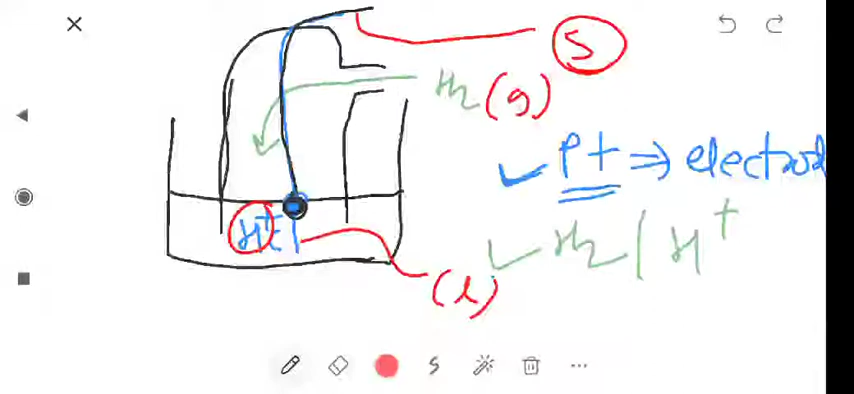 S
H2 (g)
✓ Pt ⇒ electrod
H+
✓ H2 | H+
(l)